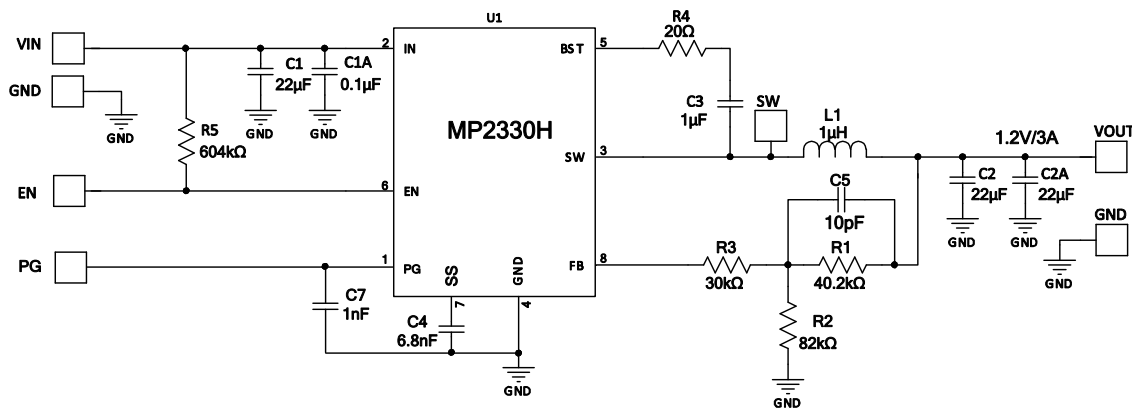 U1
VIN
GND
GND
R5
604kΩ
C1
22µF
GND
C1A
0.1µF
GND
2
IN
MP2330H
BST
5
R4
20Ω
C3
1µF
SW
SW
3
L1
1µH
1.2V/3A
VOUT
C2
22µF
GND
C2A
22µF
GND
GND
GND
EN
6
EN
C5
10pF
PG
1
PG
SS
7
GND
4
FB
8
R3
30kΩ
R1
40.2kΩ
R2
82kΩ
GND
C7
1nF
C4
6.8nF
GND